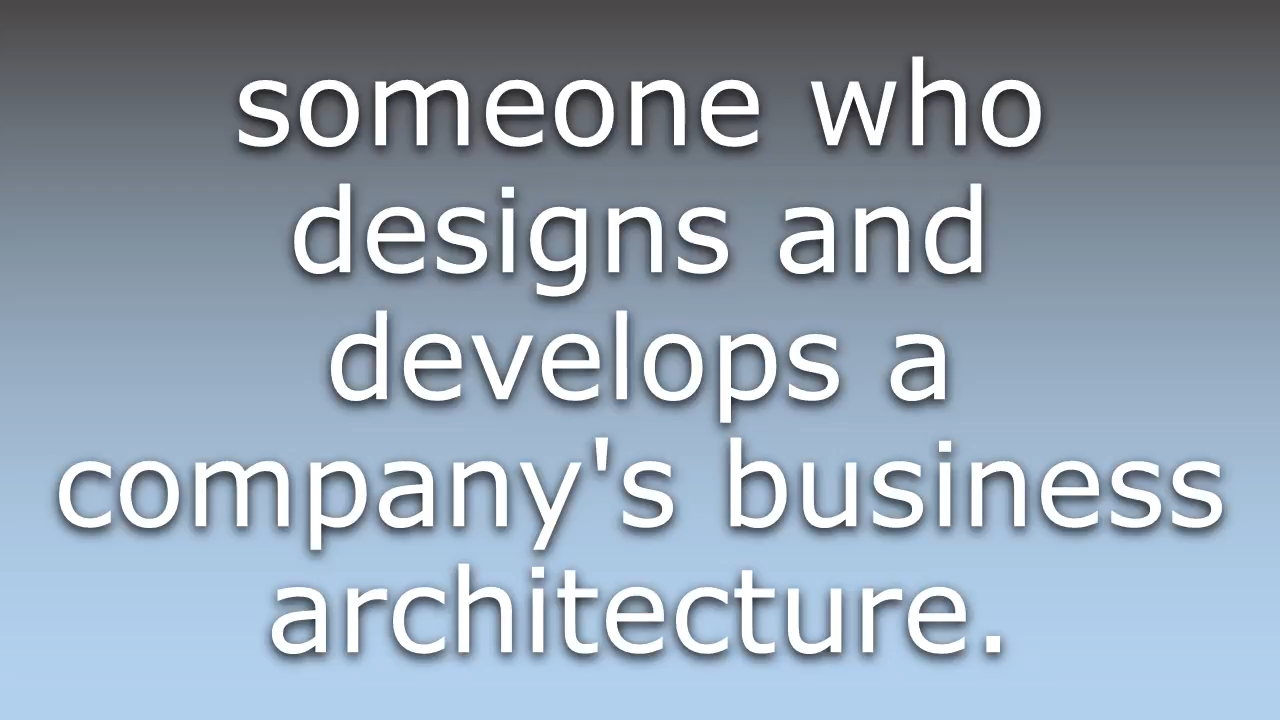 someone who
designs and
develops a
company's business
architecture.